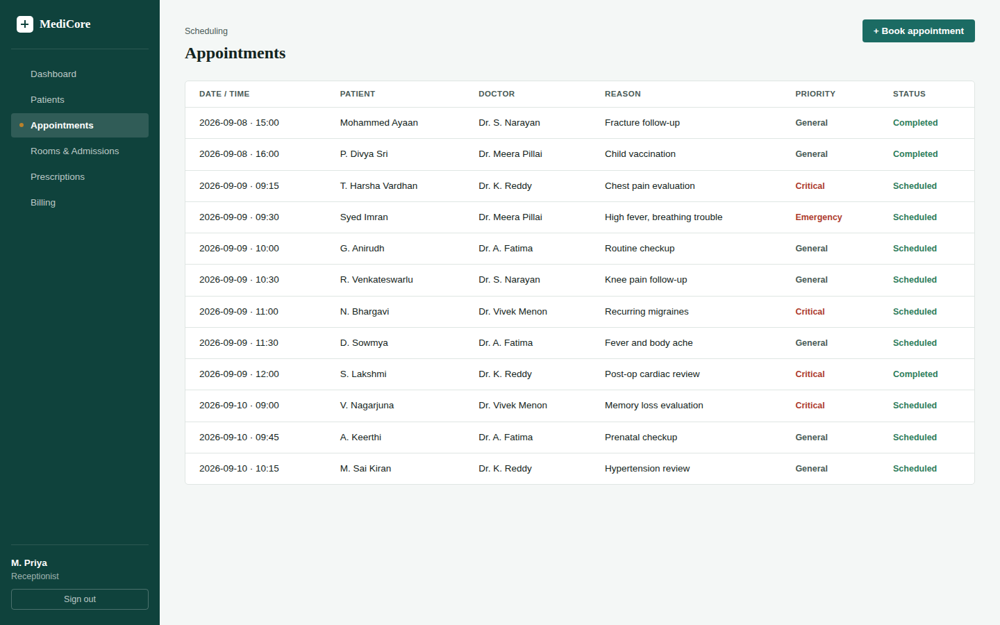 MediCore
Dashboard
Patients
Appointments
Rooms & Admissions
Prescriptions
Billing
M. Priya
Receptionist
Sign out
Scheduling
Appointments
+ Book appointment
DATE / TIME PATIENT DOCTOR REASON PRIORITY STATUS
2026-09-08 · 15:00 Mohammed Ayaan Dr. S. Narayan Fracture follow-up General Completed
2026-09-08 · 16:00 P. Divya Sri Dr. Meera Pillai Child vaccination General Completed
2026-09-09 · 09:15 T. Harsha Vardhan Dr. K. Reddy Chest pain evaluation Critical Scheduled
2026-09-09 · 09:30 Syed Imran Dr. Meera Pillai High fever, breathing trouble Emergency Scheduled
2026-09-09 · 10:00 G. Anirudh Dr. A. Fatima Routine checkup General Scheduled
2026-09-09 · 10:30 R. Venkateswarlu Dr. S. Narayan Knee pain follow-up General Scheduled
2026-09-09 · 11:00 N. Bhargavi Dr. Vivek Menon Recurring migraines Critical Scheduled
2026-09-09 · 11:30 D. Sowmya Dr. A. Fatima Fever and body ache General Scheduled
2026-09-09 · 12:00 S. Lakshmi Dr. K. Reddy Post-op cardiac review Critical Completed
2026-09-10 · 09:00 V. Nagarjuna Dr. Vivek Menon Memory loss evaluation Critical Scheduled
2026-09-10 · 09:45 A. Keerthi Dr. A. Fatima Prenatal checkup General Scheduled
2026-09-10 · 10:15 M. Sai Kiran Dr. K. Reddy Hypertension review General Scheduled